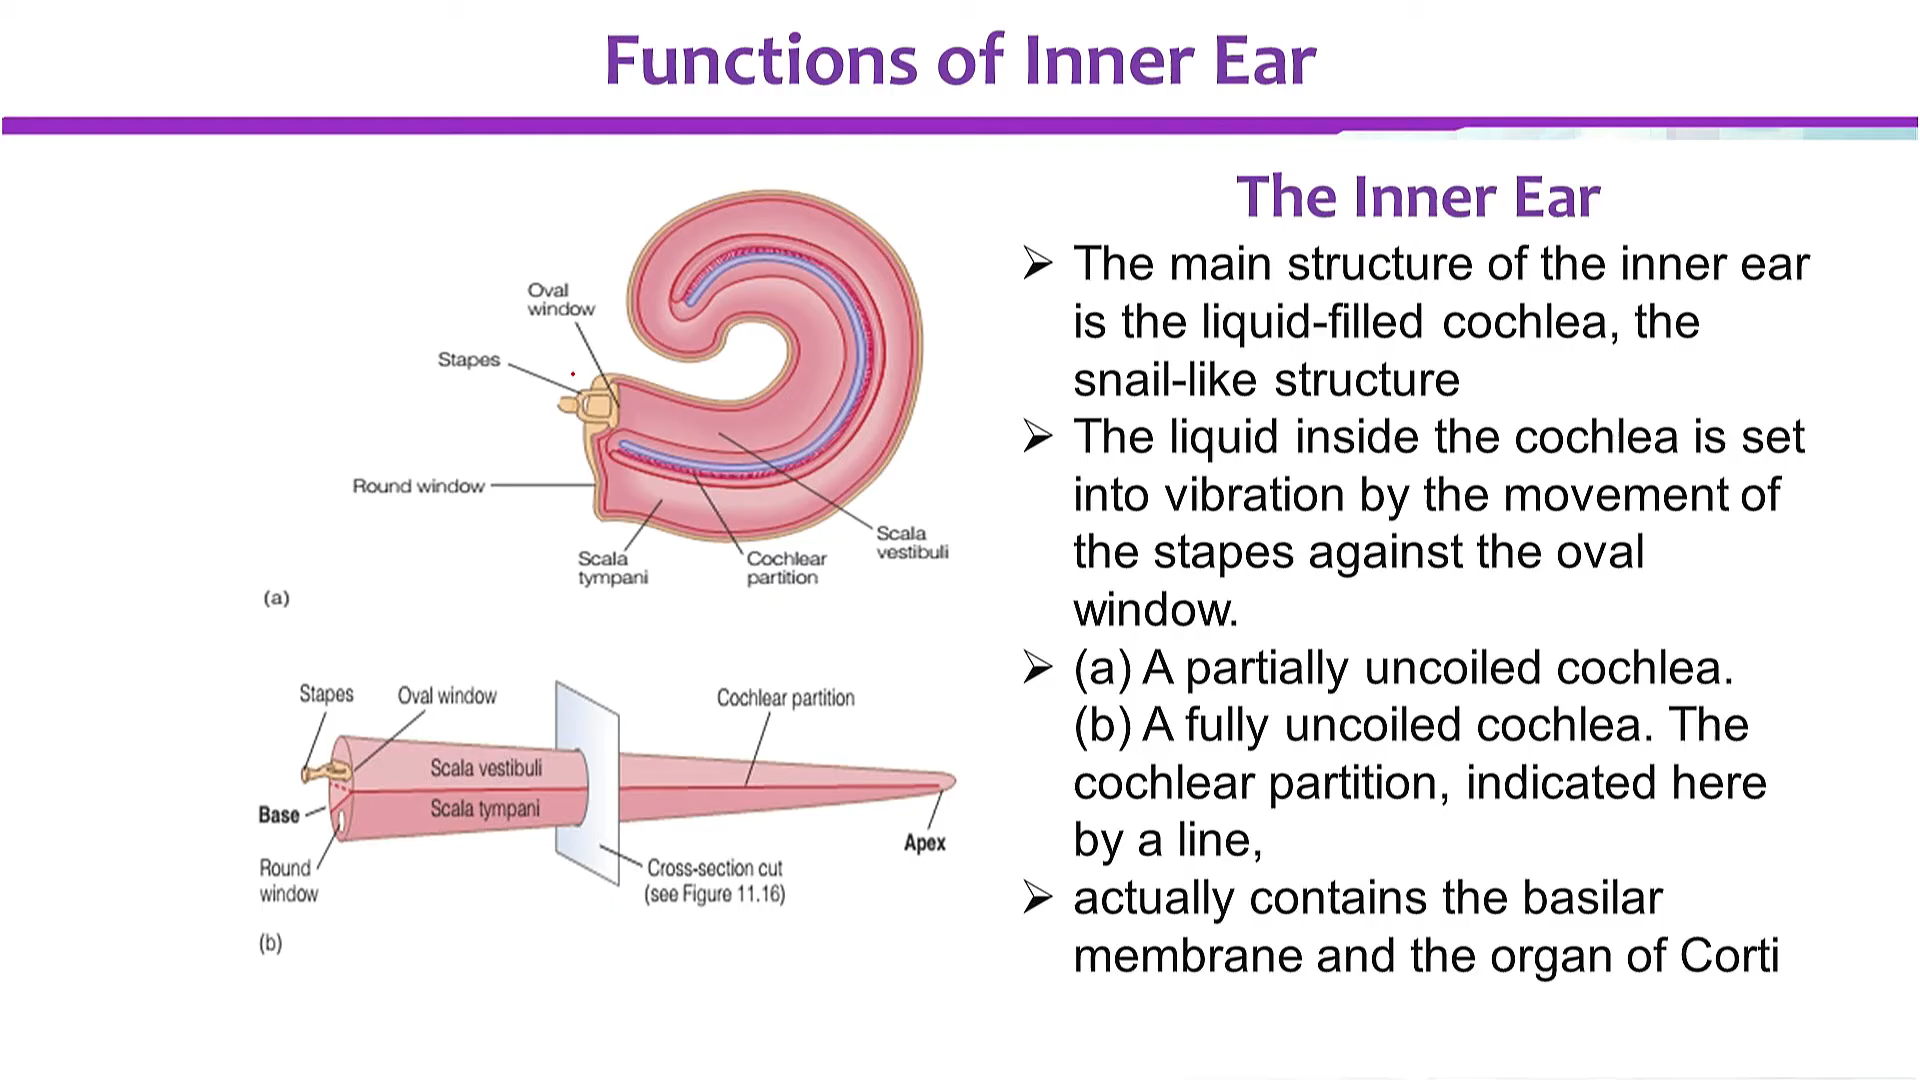 Functions of Inner Ear
Oval
window
Stapes
Round window
Scala
tympani
Cochlear
partition
Scala
vestibuli
(a)
Stapes
Oval window
Cochlear partition
Scala vestibuli
Scala tympani
Base
Round
window
Apex
Cross-section cut
(see Figure 11.16)
(b)
The Inner Ear
➢ The main structure of the inner ear
is the liquid-filled cochlea, the
snail-like structure
➢ The liquid inside the cochlea is set
into vibration by the movement of
the stapes against the oval
window.
➢ (a) A partially uncoiled cochlea.
(b) A fully uncoiled cochlea. The
cochlear partition, indicated here
by a line,
➢ actually contains the basilar
membrane and the organ of Corti